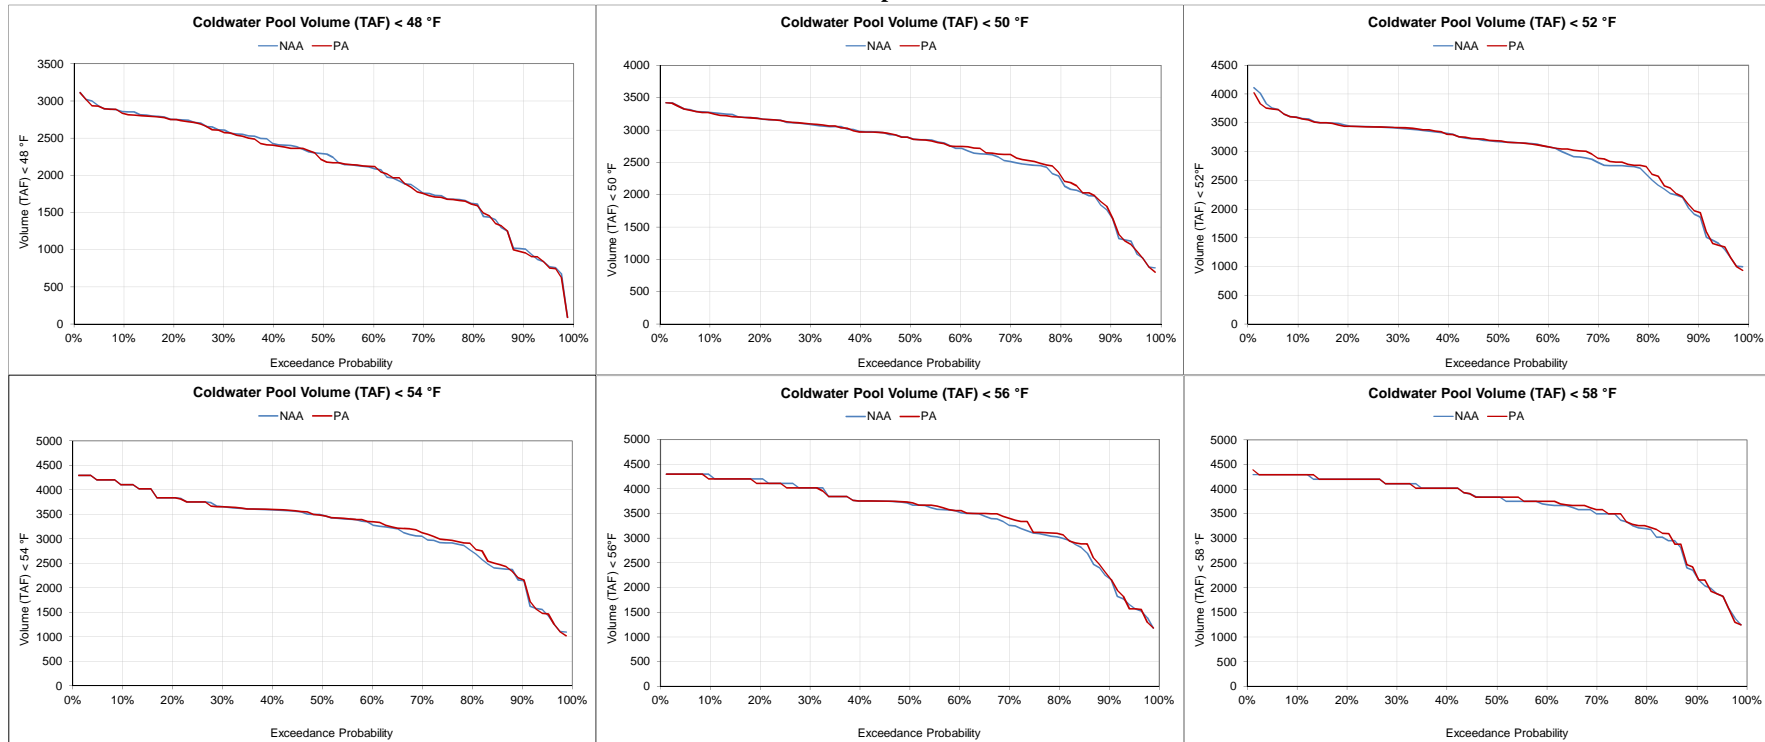 Coldwater Pool Volume (TAF) < 48 °F
NAA PA
Volume (TAF) < 48 °F
3500
3000
2500
2000
1500
1000
500
0
0% 10% 20% 30% 40% 50% 60% 70% 80% 90% 100%
Exceedance Probability
Coldwater Pool Volume (TAF) < 50 °F
NAA PA
Volume (TAF) < 50 °F
4000
3500
3000
2500
2000
1500
1000
500
0
0% 10% 20% 30% 40% 50% 60% 70% 80% 90% 100%
Exceedance Probability
Coldwater Pool Volume (TAF) < 52 °F
NAA PA
Volume (TAF) < 52°F
4500
4000
3500
3000
2500
2000
1500
1000
500
0
0% 10% 20% 30% 40% 50% 60% 70% 80% 90% 100%
Exceedance Probability
Coldwater Pool Volume (TAF) < 54 °F
NAA PA
Volume (TAF) < 54 °F
5000
4500
4000
3500
3000
2500
2000
1500
1000
500
0
0% 10% 20% 30% 40% 50% 60% 70% 80% 90% 100%
Exceedance Probability
Coldwater Pool Volume (TAF) < 56 °F
NAA PA
Volume (TAF) < 56°F
5000
4500
4000
3500
3000
2500
2000
1500
1000
500
0
0% 10% 20% 30% 40% 50% 60% 70% 80% 90% 100%
Exceedance Probability
Coldwater Pool Volume (TAF) < 58 °F
NAA PA
Volume (TAF) < 58 °F
5000
4500
4000
3500
3000
2500
2000
1500
1000
500
0
0% 10% 20% 30% 40% 50% 60% 70% 80% 90% 100%
Exceedance Probability